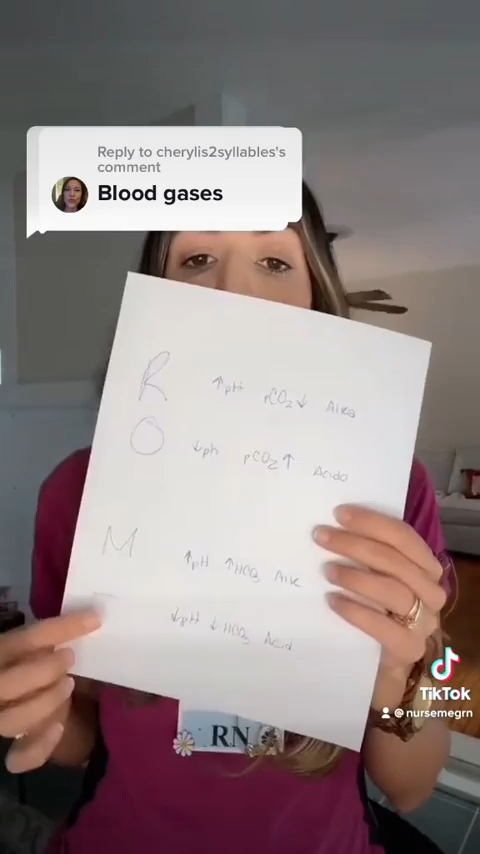 Reply to cherylis2syllables's
comment
Blood gases
R ↑pH pCO₂↓ Alka
O ↓ph pCO₂↑ Acido
M ↑pH ↑HCO₃ Alk
↓pH ↓HCO₃ Acid
RN
TikTok
@nursemegrn